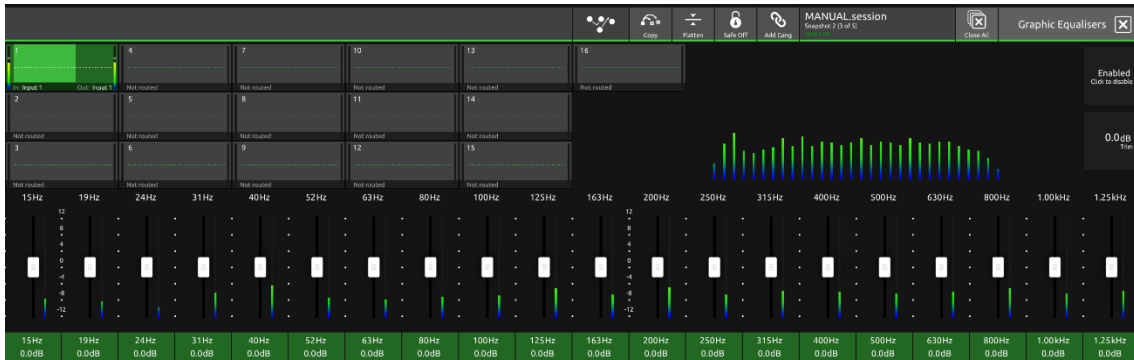 MANUAL.session
Snapshot 2 (3 of 5)
Copy
Flatten
Safe Off
Add Gang
Close All
Graphic Equalisers
1
4
7
10
13
16
In: Input 1 Out: Input 1
Not routed
Not routed
Not routed
Not routed
Not routed
Enabled
Click to disable
2
5
8
11
14
Not routed
Not routed
Not routed
Not routed
Not routed
0.0dB
Trim
3
6
9
12
15
Not routed
Not routed
Not routed
Not routed
Not routed
15Hz 19Hz 24Hz 31Hz 40Hz 52Hz 63Hz 80Hz 100Hz 125Hz 163Hz 200Hz 250Hz 315Hz 400Hz 500Hz 630Hz 800Hz 1.00kHz 1.25kHz
12 12
8 8
4 4
0 0
-4 -4
-8 -8
-12 -12
15Hz 19Hz 24Hz 31Hz 40Hz 52Hz 63Hz 80Hz 100Hz 125Hz 163Hz 200Hz 250Hz 315Hz 400Hz 500Hz 630Hz 800Hz 1.00kHz 1.25kHz
0.0dB 0.0dB 0.0dB 0.0dB 0.0dB 0.0dB 0.0dB 0.0dB 0.0dB 0.0dB 0.0dB 0.0dB 0.0dB 0.0dB 0.0dB 0.0dB 0.0dB 0.0dB 0.0dB 0.0dB